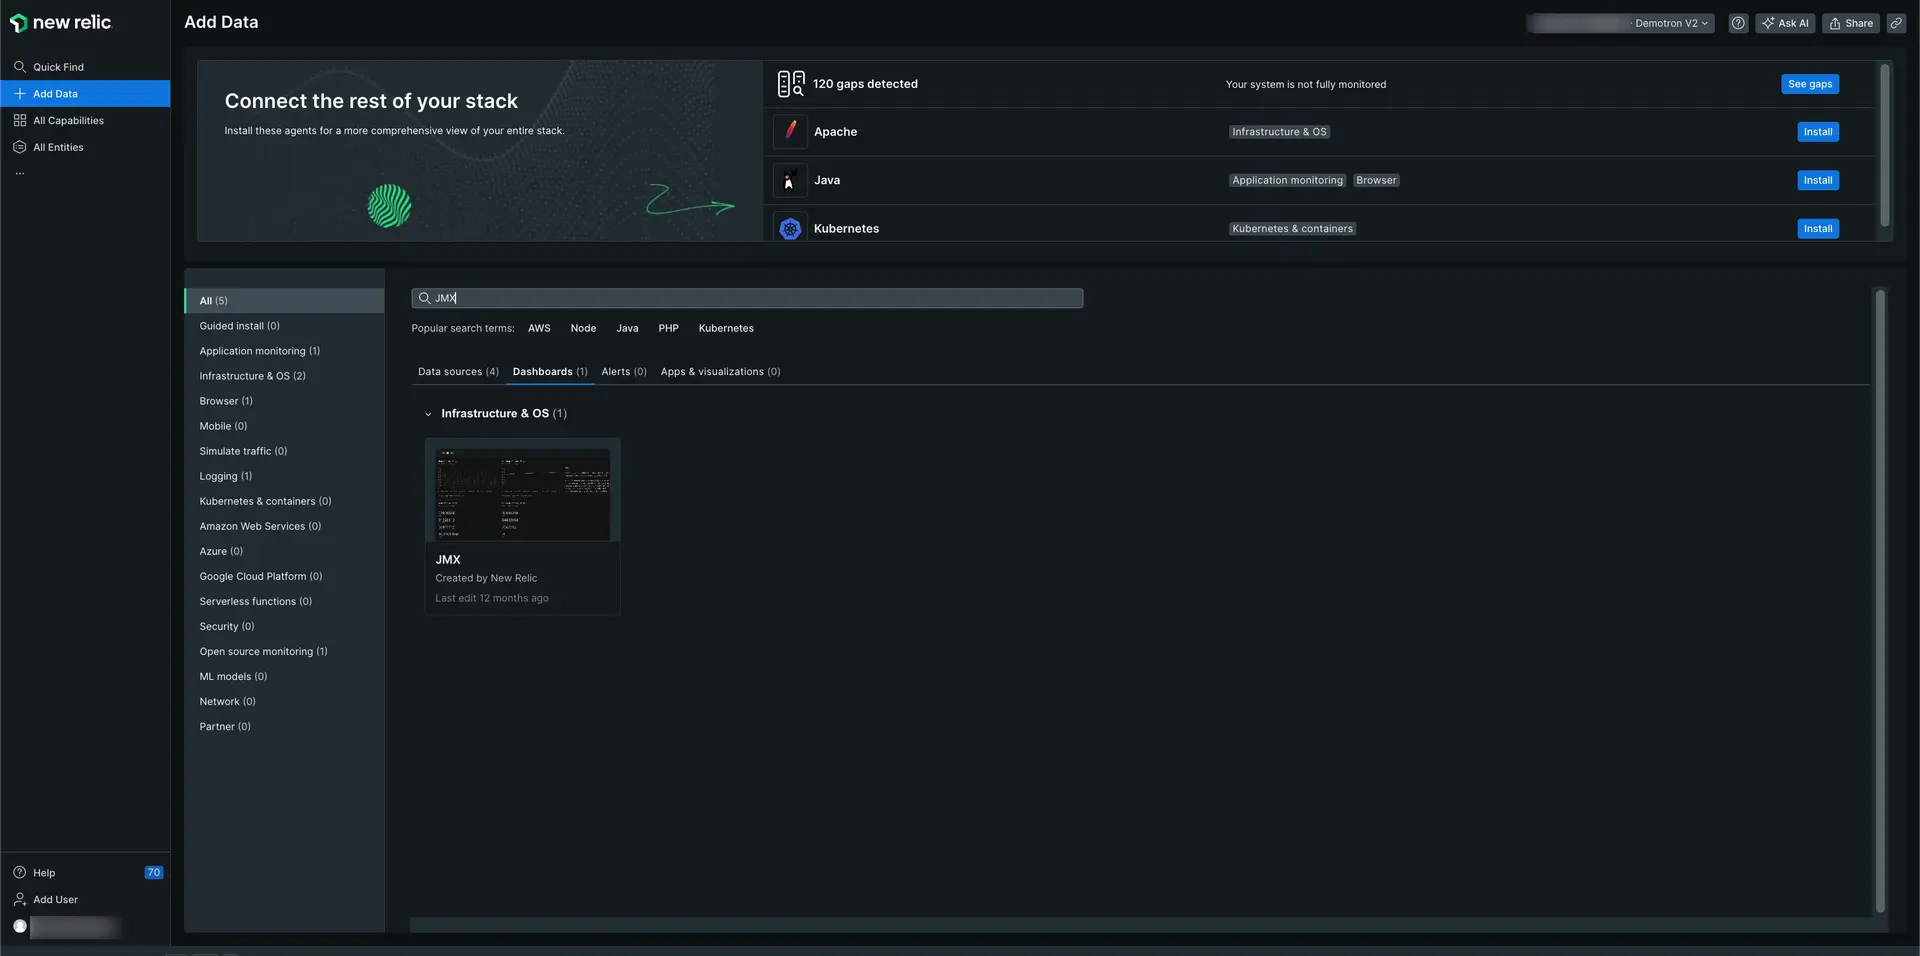 new relic
Quick Find
Add Data
All Capabilities
All Entities
...
Help
70
Add User
Add Data
· Demotron V2
Ask AI
Share
Connect the rest of your stack
Install these agents for a more comprehensive view of your entire stack.
120 gaps detected
Your system is not fully monitored
See gaps
Apache
Infrastructure & OS
Install
Java
Application monitoring
Browser
Install
Kubernetes
Kubernetes & containers
Install
All (5)
Guided install (0)
Application monitoring (1)
Infrastructure & OS (2)
Browser (1)
Mobile (0)
Simulate traffic (0)
Logging (1)
Kubernetes & containers (0)
Amazon Web Services (0)
Azure (0)
Google Cloud Platform (0)
Serverless functions (0)
Security (0)
Open source monitoring (1)
ML models (0)
Network (0)
Partner (0)
JMX
Popular search terms: AWS Node Java PHP Kubernetes
Data sources (4) Dashboards (1) Alerts (0) Apps & visualizations (0)
Infrastructure & OS (1)
JMX
Created by New Relic
Last edit 12 months ago